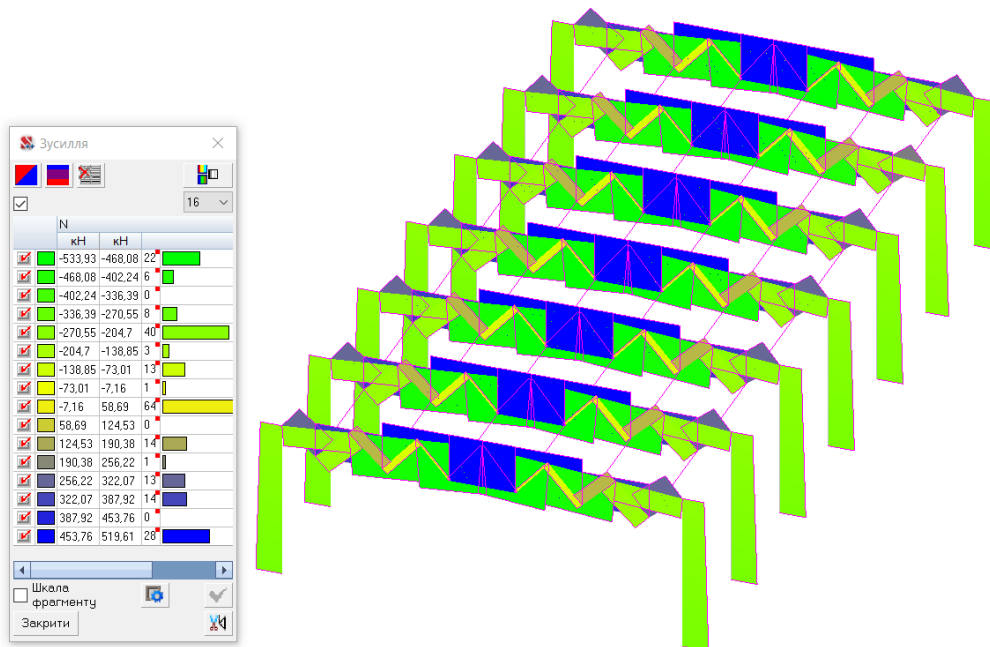 Зусилля
16
N
кН кН
-533,93 -468,08 22
-468,08 -402,24 6
-402,24 -336,39 0
-336,39 -270,55 8
-270,55 -204,7 40
-204,7 -138,85 3
-138,85 -73,01 13
-73,01 -7,16 1
-7,16 58,69 64
58,69 124,53 0
124,53 190,38 14
190,38 256,22 1
256,22 322,07 13
322,07 387,92 14
387,92 453,76 0
453,76 519,61 28
Шкала
фрагменту
Закрити